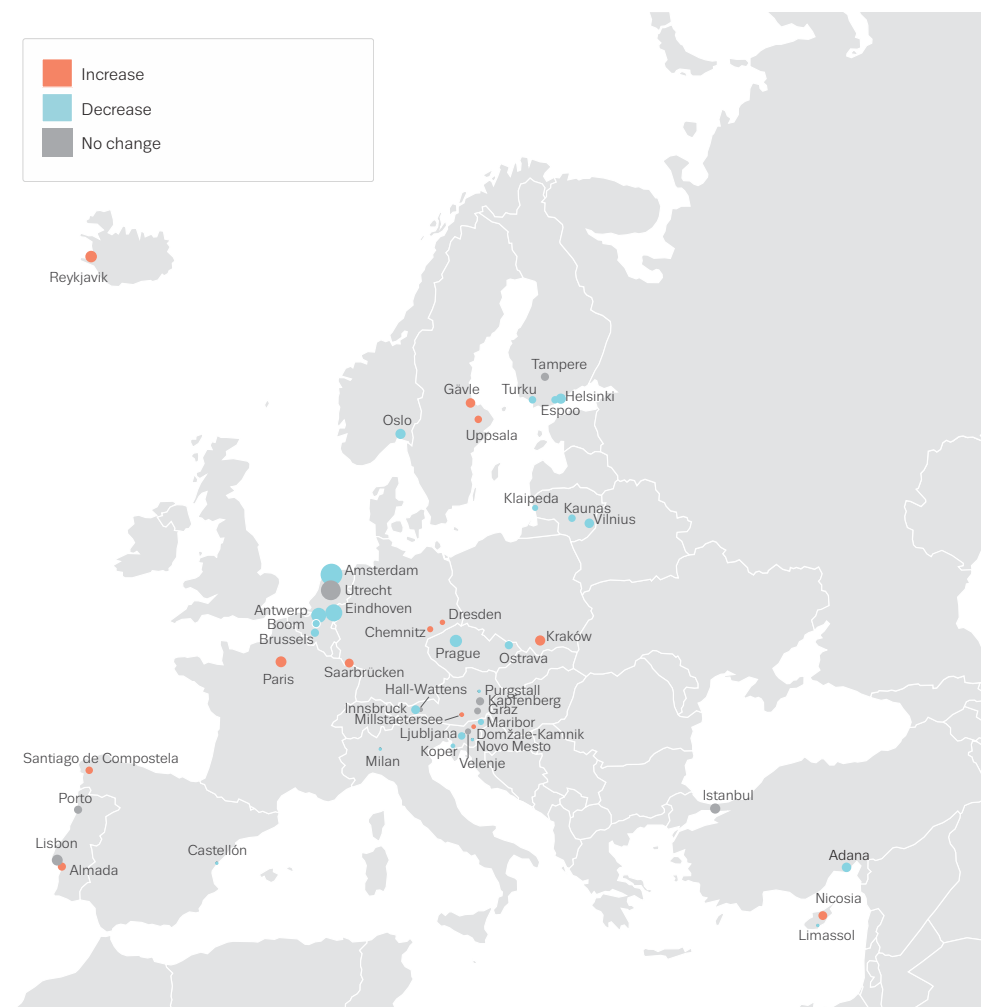 Increase
Decrease
No change
Reykjavik
Tampere
Gävle
Turku
Helsinki
Espoo
Oslo
Uppsala
Klaipeda
Kaunas
Vilnius
Amsterdam
Utrecht
Antwerp
Eindhoven
Boom
Dresden
Chemnitz
Brussels
Kraków
Prague
Ostrava
Paris
Saarbrücken
Hall-Wattens
Purgstall
Kapfenberg
Innsbruck
Graz
Millstaetersee
Maribor
Ljubljana
Domžale-Kamnik
Koper
Novo Mesto
Milan
Velenje
Santiago de Compostela
Porto
Istanbul
Lisbon
Castellón
Almada
Adana
Nicosia
Limassol